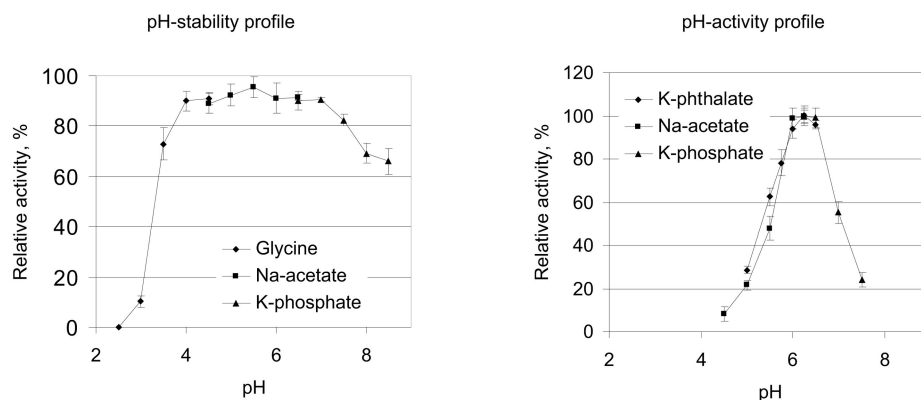 pH-stability profile
Relative activity, %
100
80
60
40
20
0
2
4
6
8
pH
Glycine
Na-acetate
K-phosphate
pH-activity profile
Relative activity, %
120
100
80
60
40
20
0
2
4
6
8
pH
K-phthalate
Na-acetate
K-phosphate